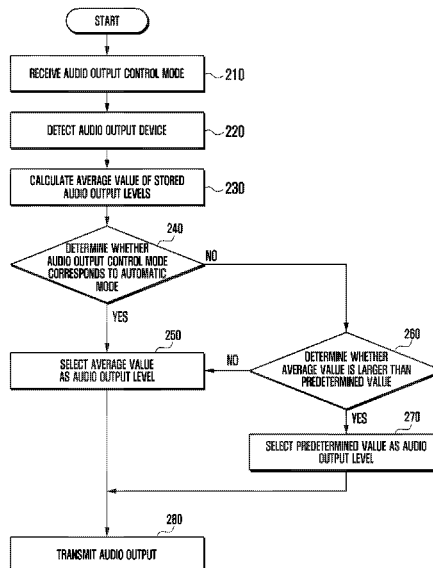 START
RECEIVE AUDIO OUTPUT CONTROL MODE
210
DETECT AUDIO OUTPUT DEVICE
220
CALCULATE AVERAGE VALUE OF STORED
AUDIO OUTPUT LEVELS
230
240
DETERMINE WHETHER
AUDIO OUTPUT CONTROL MODE
CORRESPONDS TO AUTOMATIC
MODE
NO
YES
250
SELECT AVERAGE VALUE
AS AUDIO OUTPUT LEVEL
260
DETERMINE WHETHER
AVERAGE VALUE IS LARGER THAN
PREDETERMINED VALUE
NO
YES
270
SELECT PREDETERMINED VALUE AS AUDIO
OUTPUT LEVEL
280
TRANSMIT AUDIO OUTPUT